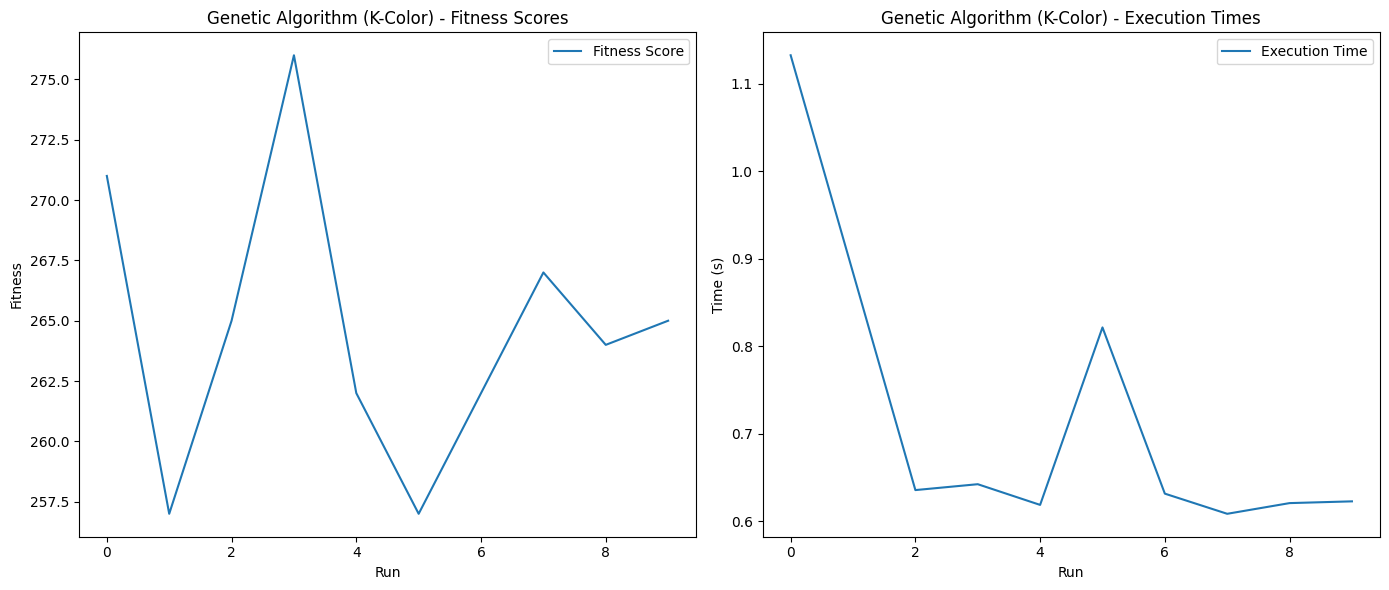 Genetic Algorithm (K-Color) - Fitness Scores
Fitness Score
275.0
272.5
270.0
267.5
265.0
262.5
260.0
257.5
Fitness
0 2 4 6 8
Run
Genetic Algorithm (K-Color) - Execution Times
Execution Time
1.1
1.0
0.9
0.8
0.7
0.6
Time (s)
0 2 4 6 8
Run